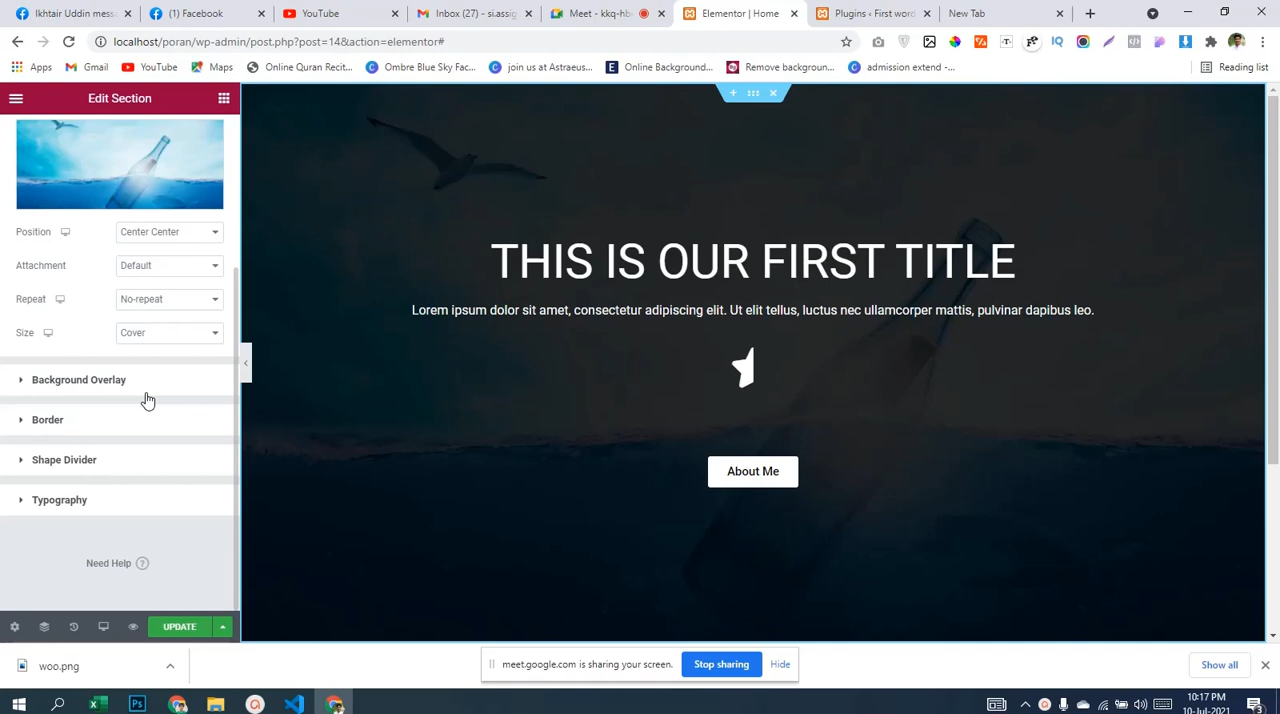 Ikhtair Uddin mess
(1) Facebook
YouTube
Inbox (27) - si.assig
Meet - kkq-hb
Elementor | Home
Plugins ‹ First word
New Tab
localhost/poran/wp-admin/post.php?post=14&action=elementor#
Apps
Gmail
YouTube
Maps
Online Quran Recit...
Ombre Blue Sky Fac...
join us at Astraeus...
Online Background...
Remove backgroun...
admission extend -...
Reading list
Edit Section
Position
Center Center
Attachment
Default
Repeat
No-repeat
Size
Cover
Background Overlay
Border
Shape Divider
Typography
Need Help ?
UPDATE
THIS IS OUR FIRST TITLE
Lorem ipsum dolor sit amet, consectetur adipiscing elit. Ut elit tellus, luctus nec ullamcorper mattis, pulvinar dapibus leo.
About Me
woo.png
meet.google.com is sharing your screen.
Stop sharing
Hide
Show all
10:17 PM
10-Jul-2021